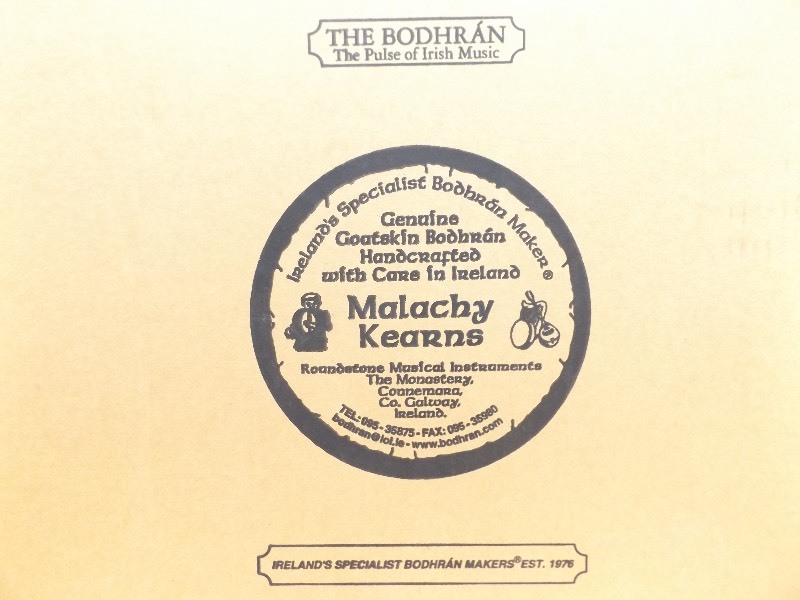 THE BODHRÁN
The Pulse of Irish Music
Ireland's Specialist Bodhrán Maker®
Genuine
Goatskin Bodhrán
Handcrafted
with Care in Ireland
Malachy
Kearns
Roundstone Musical Instruments
The Monastery,
Connemara,
Co. Galway,
Ireland.
TEL: 095 - 35875 - FAX: 095 - 35980
bodhran@iol.ie - www.bodhran.com
IRELAND'S SPECIALIST BODHRÁN MAKERS® EST. 1976